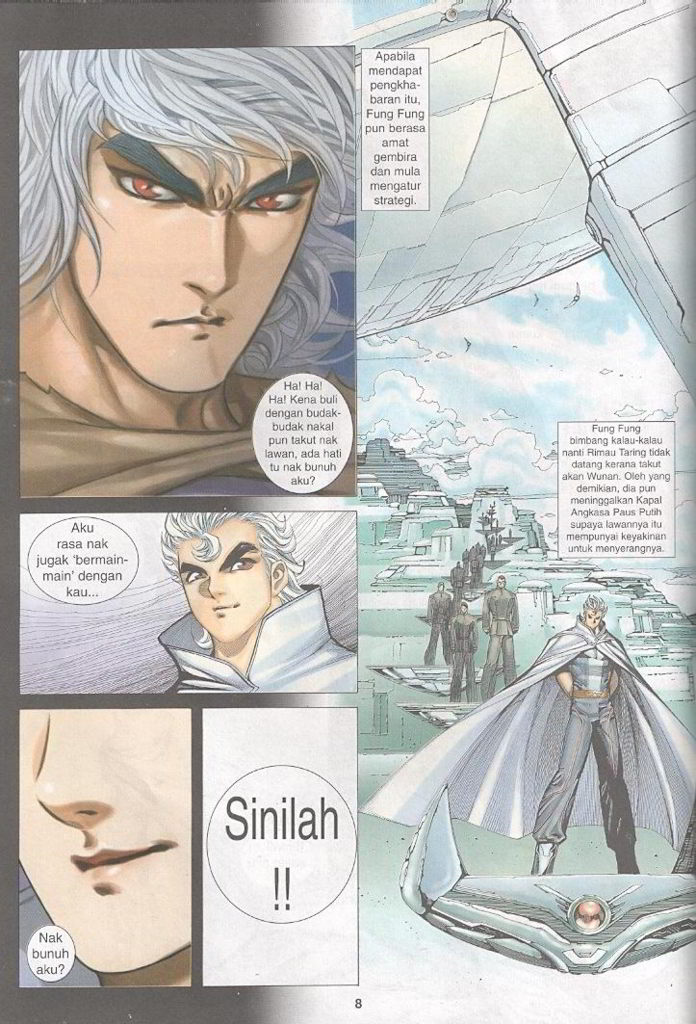 Apabila
mendapat
pengkha-
baran itu,
Fung Fung
pun berasa
amat
gembira
dan mula
mengatur
strategi.
Ha! Ha!
Ha! Kena buli
dengan budak-
budak nakal
pun takut nak
lawan, ada hati
tu nak bunuh
aku?
Fung Fung
bimbang kalau-kalau
nanti Rimau Taring tidak
datang kerana takut
akan Wunan. Oleh yang
demikian, dia pun
meninggalkan Kapal
Angkasa Paus Putih
supaya lawannya itu
mempunyai keyakinan
untuk menyerangnya.
Aku
rasa nak
jugak ‘bermain-
main’ dengan
kau...
Nak
bunuh
aku?
Sinilah
!!
8